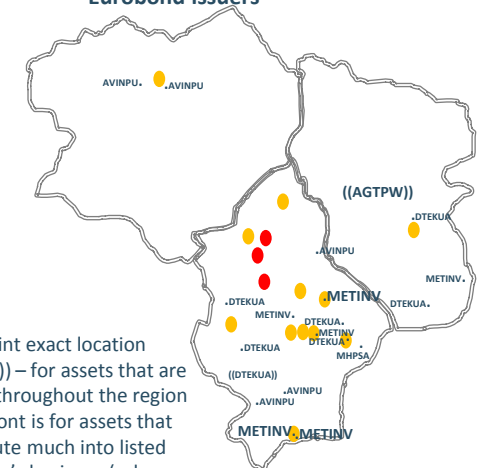 Eurobond issuers
AVINPU
AVINPU
((AGTPW))
DTEKUA
AVINPU
METINV
DTEKUA
METINV
DTEKUA
METINV
DTEKUA
METINV
DTEKUA
DTEKUA
MHPSA
((DTEKUA))
AVINPU
AVINPU
METINV
METINV
int exact location
)) – for assets that are
throughout the region
ont is for assets that
ute much into listed